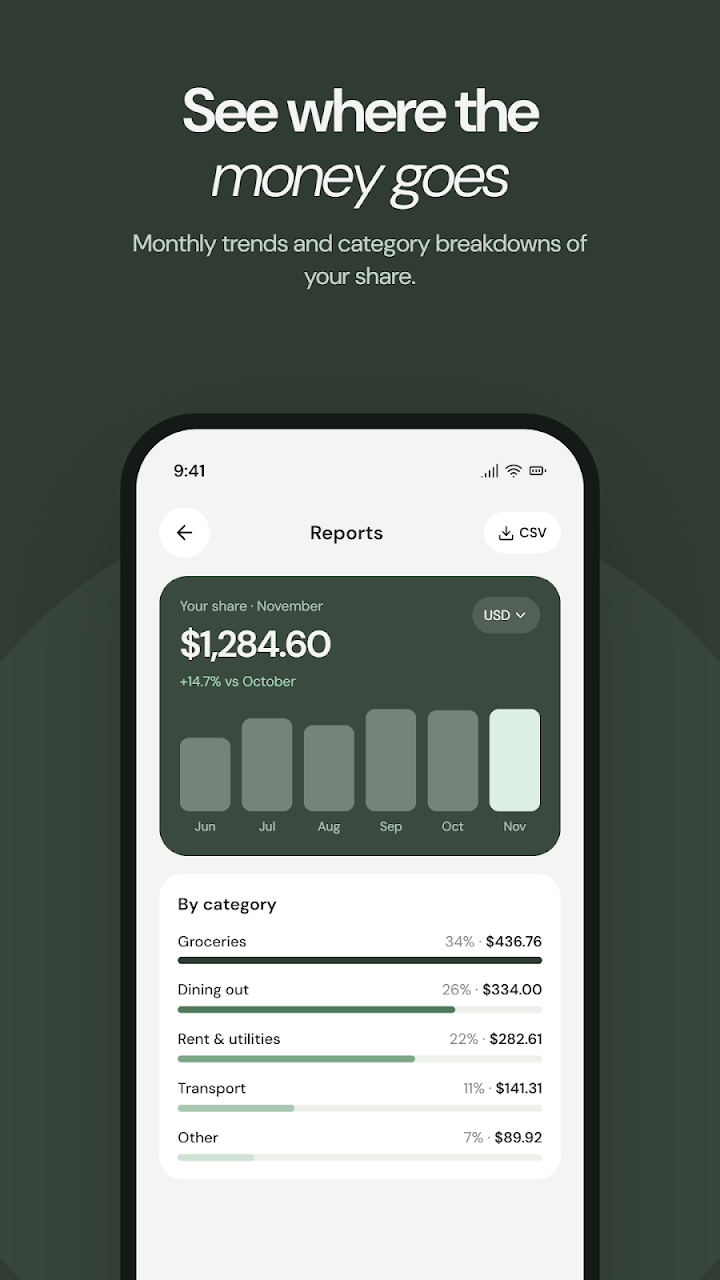 See where the
money goes
Monthly trends and category breakdowns of
your share.
9:41
Reports
CSV
Your share · November
USD
$1,284.60
+14.7% vs October
Jun Jul Aug Sep Oct Nov
By category
Groceries 34% · $436.76
Dining out 26% · $334.00
Rent & utilities 22% · $282.61
Transport 11% · $141.31
Other 7% · $89.92